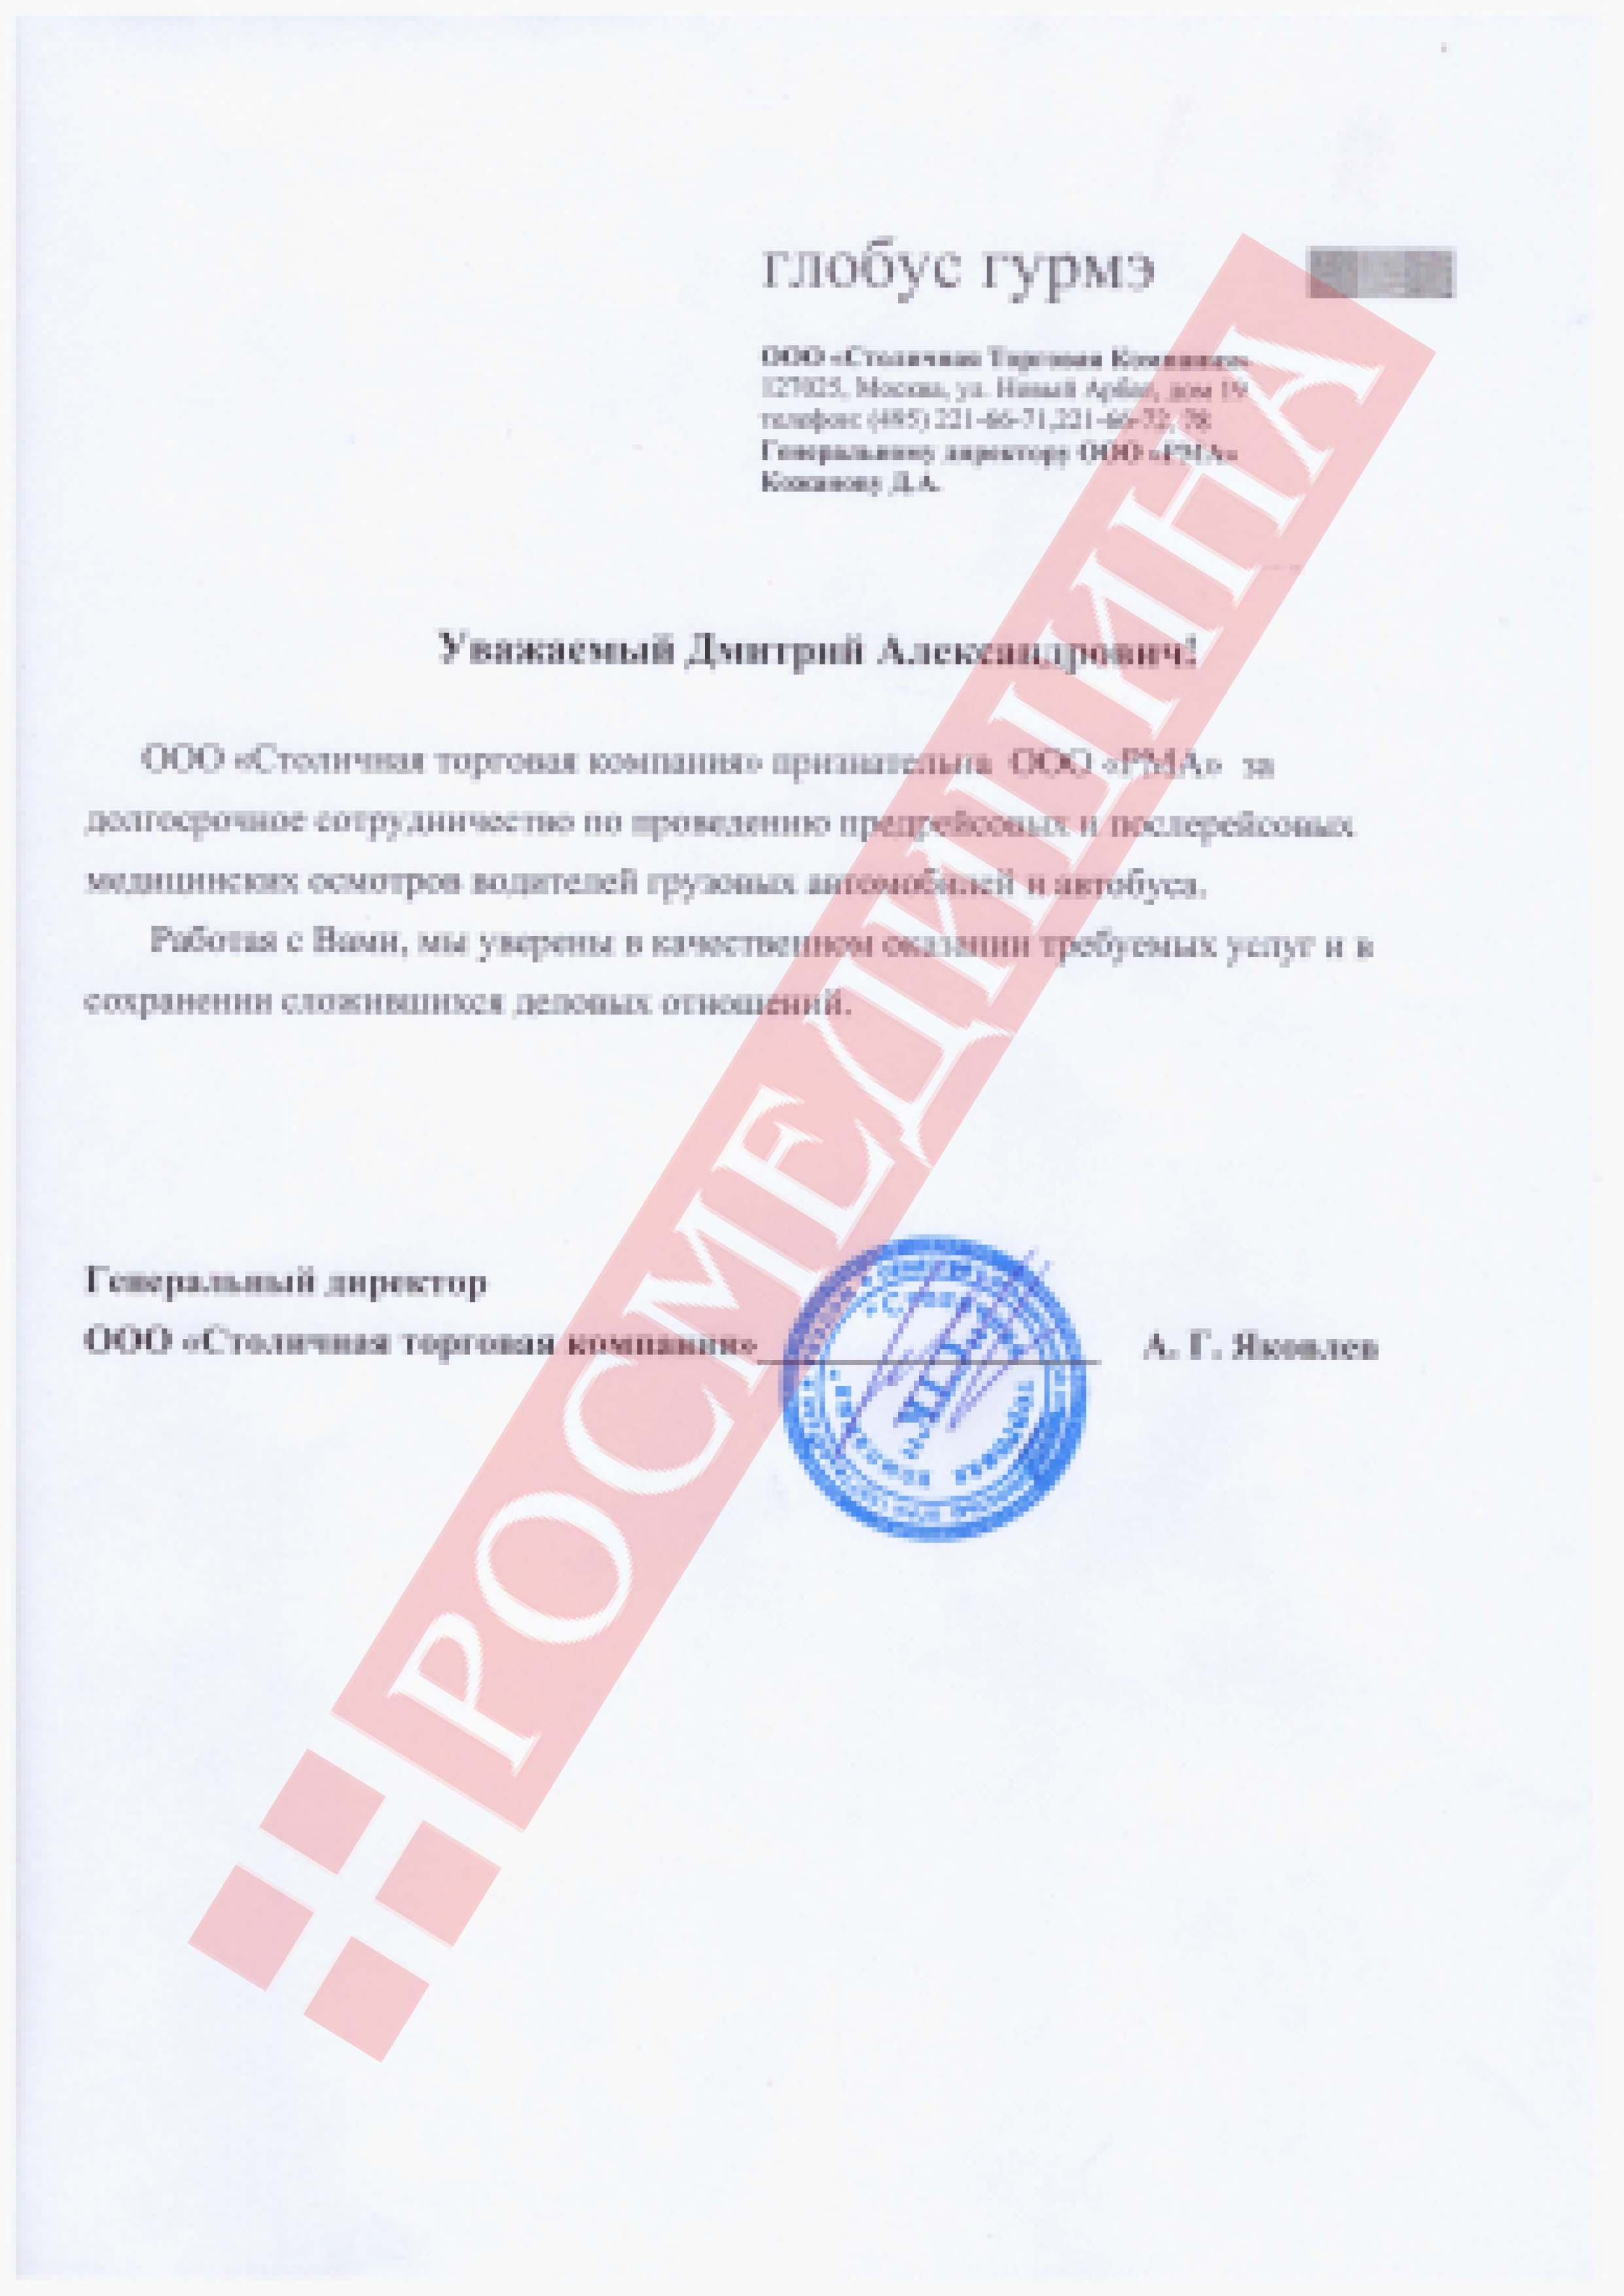 глобус гурмэ
ООО «Столичная Торговая Компания»
127025, Москва, ул. Новый Арбат, дом 19
телефон: (495) 221-66-71,221-66-72, 78
Генеральному директору ООО «РМА»
Кожанову Д.А.
Уважаемый Дмитрий Александрович!
ООО «Столичная торговая компания» признательна ООО «РМА» за
долгосрочное сотрудничество по проведению предрейсовых и послерейсовых
медицинских осмотров водителей грузовых автомобилей и автобуса.
Работая с Вами, мы уверены в качественном оказании требуемых услуг и в
сохранении сложившихся деловых отношений.
Генеральный директор
ООО «Столичная торговая компания» А. Г. Яковлев
РОСМЕДИЦИНА